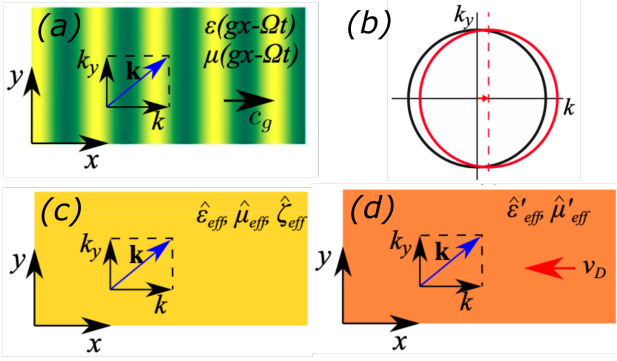 (a)
ε(gx-Ωt)
μ(gx-Ωt)
k_y
k
k
c_g
y
x
(b)
k_y
k
(c)
ε̂_eff, μ̂_eff, ζ̂_eff
k_y
k
k
y
x
(d)
ε̂'_eff, μ̂'_eff
k_y
k
k
v_D
y
x